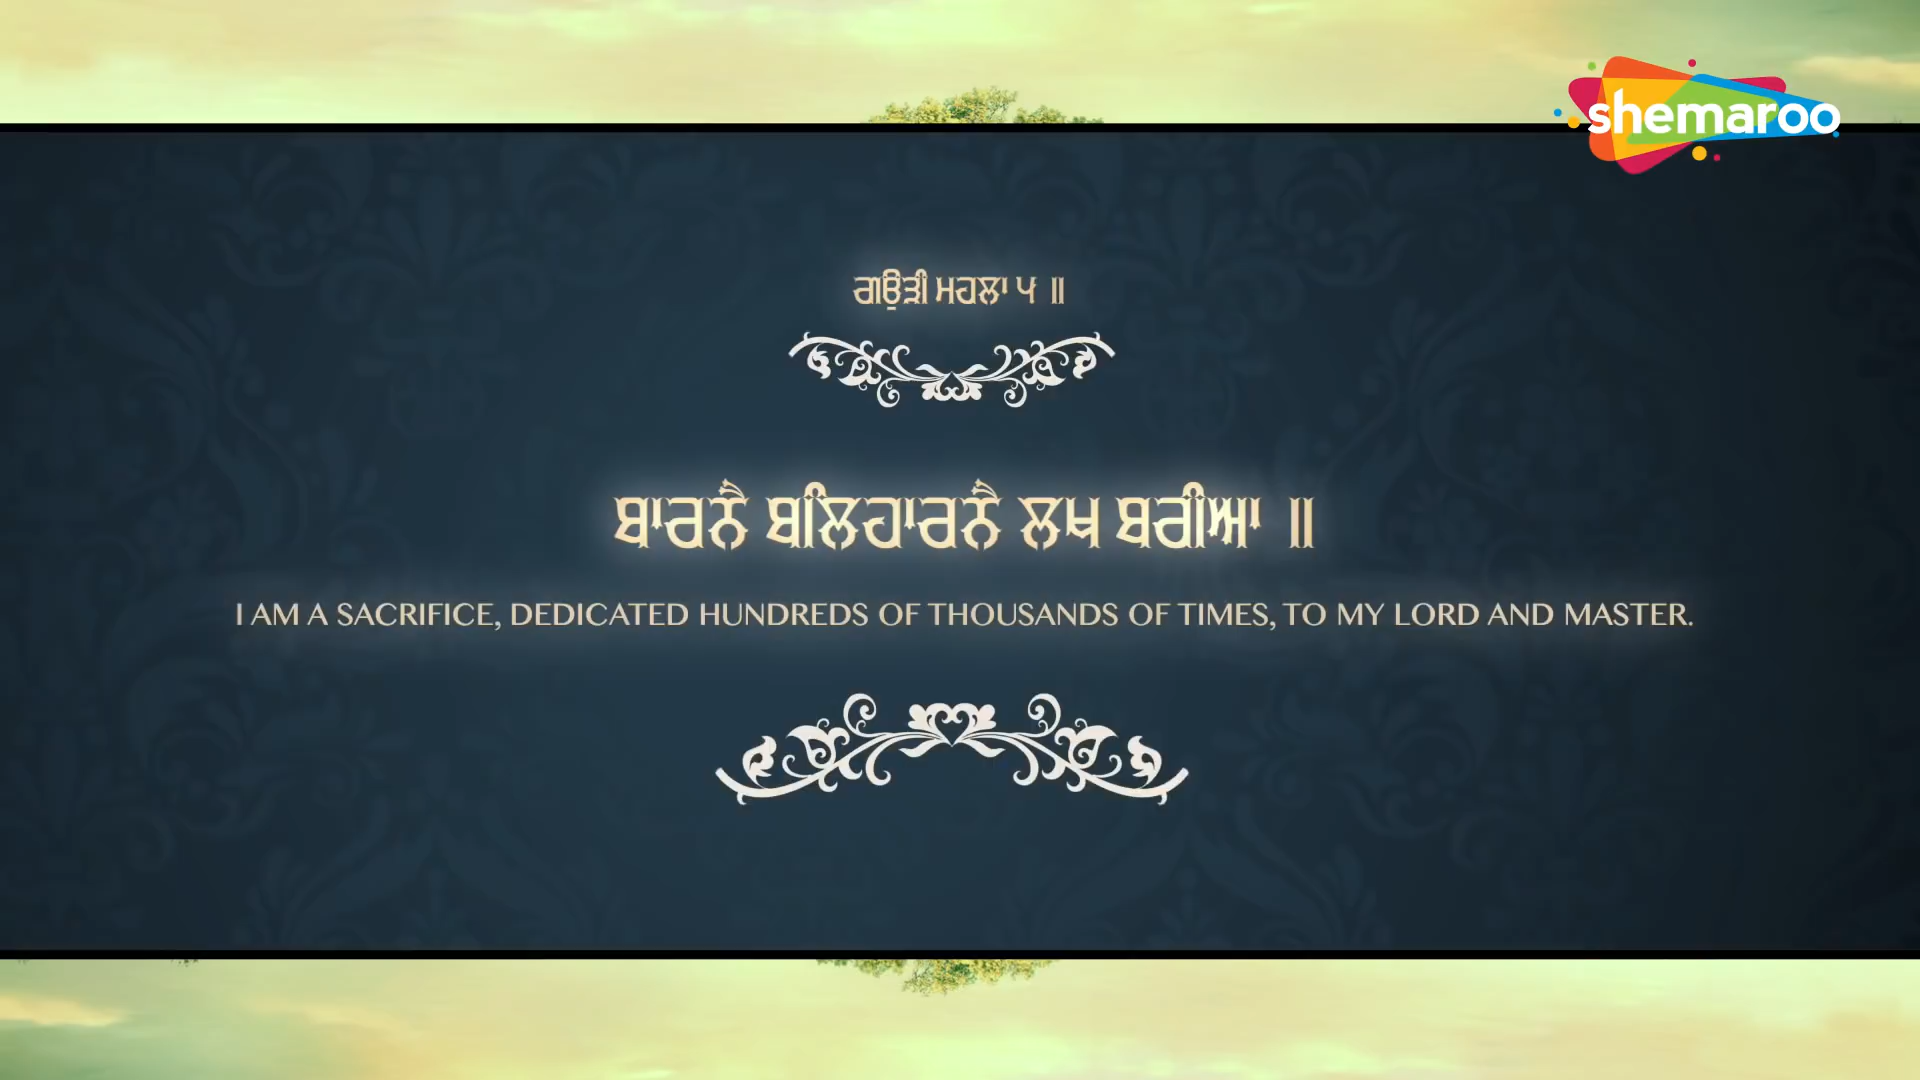 shemaroo
ਗਉੜੀ ਮਹਲਾ ੫ ॥
ਬਾਰਨੈ ਬਲਿਹਾਰਨੈ ਲਖ ਬਰੀਆ ॥
I AM A SACRIFICE, DEDICATED HUNDREDS OF THOUSANDS OF TIMES, TO MY LORD AND MASTER.